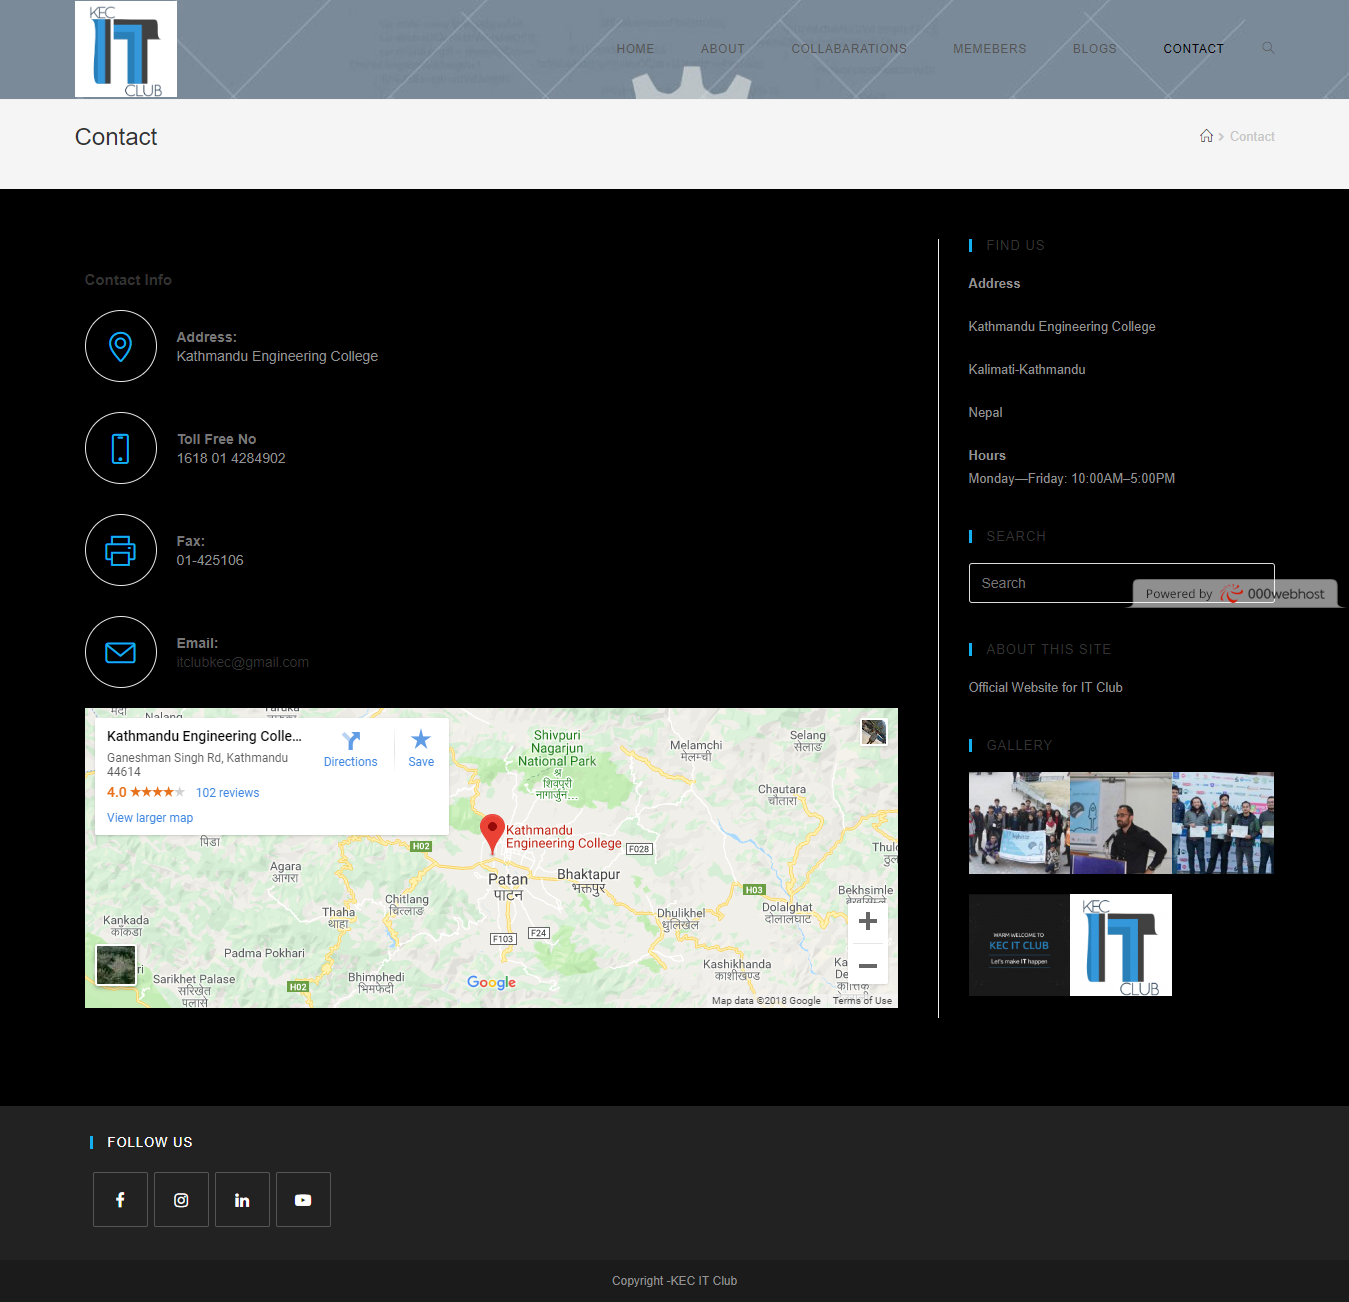 KEC
IT
CLUB
HOME
ABOUT
COLLABARATIONS
MEMEBERS
BLOGS
CONTACT
Contact
Contact
Contact Info
Address:
Kathmandu Engineering College
Toll Free No
1618 01 4284902
Fax:
01-425106
Email:
itclubkec@gmail.com
Kathmandu Engineering Colle...
Ganeshman Singh Rd, Kathmandu
44614
4.0
102 reviews
View larger map
Directions
Save
Shivpuri
Nagarjun
National Park
शिवपुरी
Melamchi
मेलम्ची
Selang
सेलाङ
Chautara
चौतारा
Kathmandu
Engineering College
H02
F028
पिडा
Agara
आगरा
Patan
पाटन
Bhaktapur
भक्तपुर
H03
Bekhsimle
Chitlang
चित्लाङ
Thaha
थाहा
Dhulikhel
धुलिखेल
Dolalghat
दोलालघाट
Kankada
काँकडा
F103
F24
Padma Pokhari
Kashikhanda
काशीखण्ड
Sarikhet Palase
सरिखेत
पलासे
H02
Bhimphedi
भिमफेदी
Google
Map data ©2018 Google
Terms of Use
FIND US
Address
Kathmandu Engineering College
Kalimati-Kathmandu
Nepal
Hours
Monday—Friday: 10:00AM–5:00PM
SEARCH
Search
Powered by
000webhost
ABOUT THIS SITE
Official Website for IT Club
GALLERY
WARM WELCOME TO
KEC IT CLUB
Let's make IT happen
KEC
IT
CLUB
FOLLOW US
Copyright -KEC IT Club